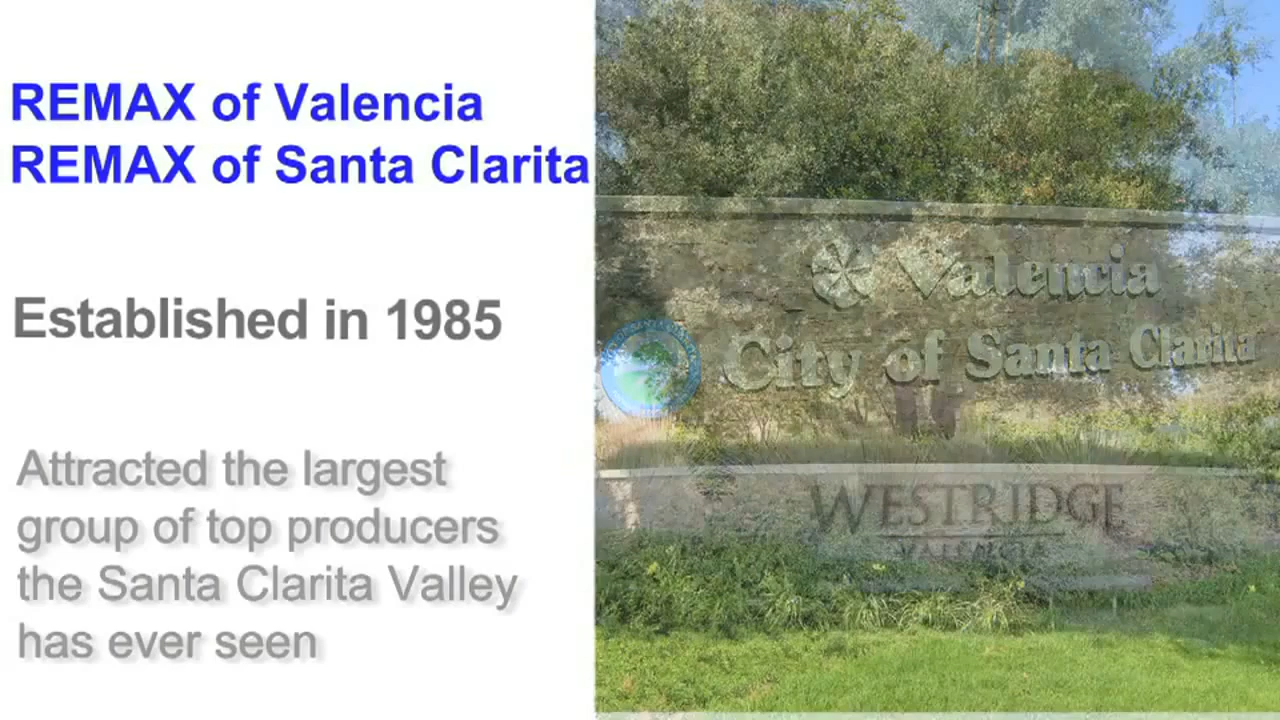 REMAX of Valencia
REMAX of Santa Clarita
Established in 1985
Attracted the largest
group of top producers
the Santa Clarita Valley
has ever seen
Valencia
City of Santa Clarita
WESTRIDGE
VALENCIA